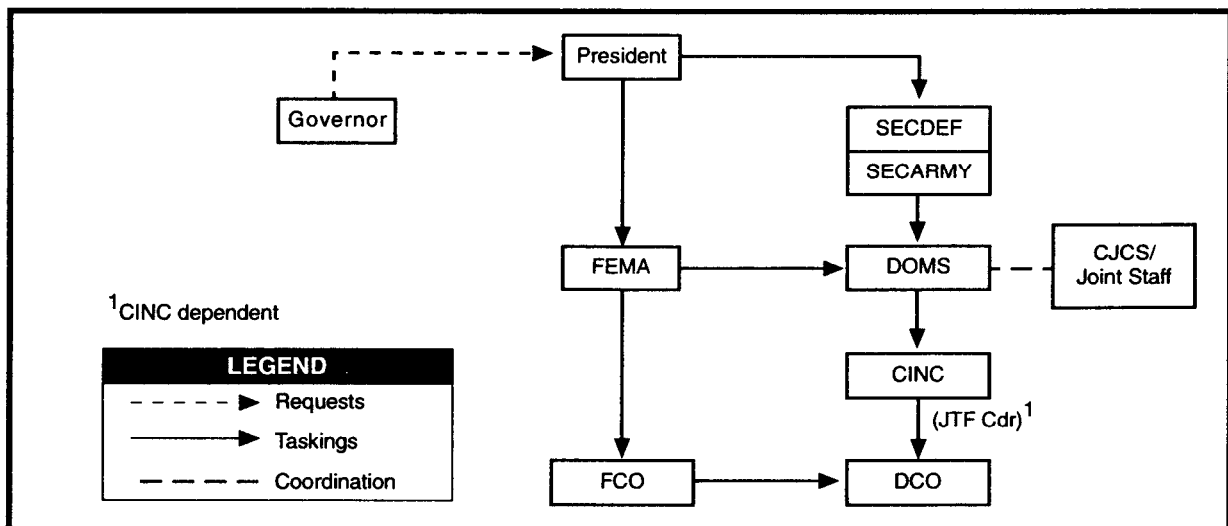 President
Governor
SECDEF
SECARMY
FEMA
DOMS
CJCS/
Joint Staff
1CINC dependent
LEGEND
Requests
Taskings
Coordination
CINC
(JTF Cdr)1
FCO
DCO